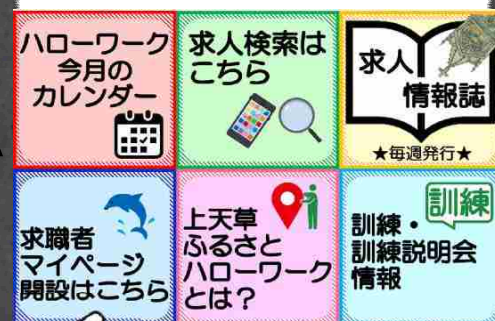 ハローワーク
今月の
カレンダー
求人検索は
こちら
求人
情報誌
★毎週発行★
求職者
マイページ
開設はこちら
上天草
ふるさと
ハローワーク
とは？
訓練
訓練・
訓練説明会
情報